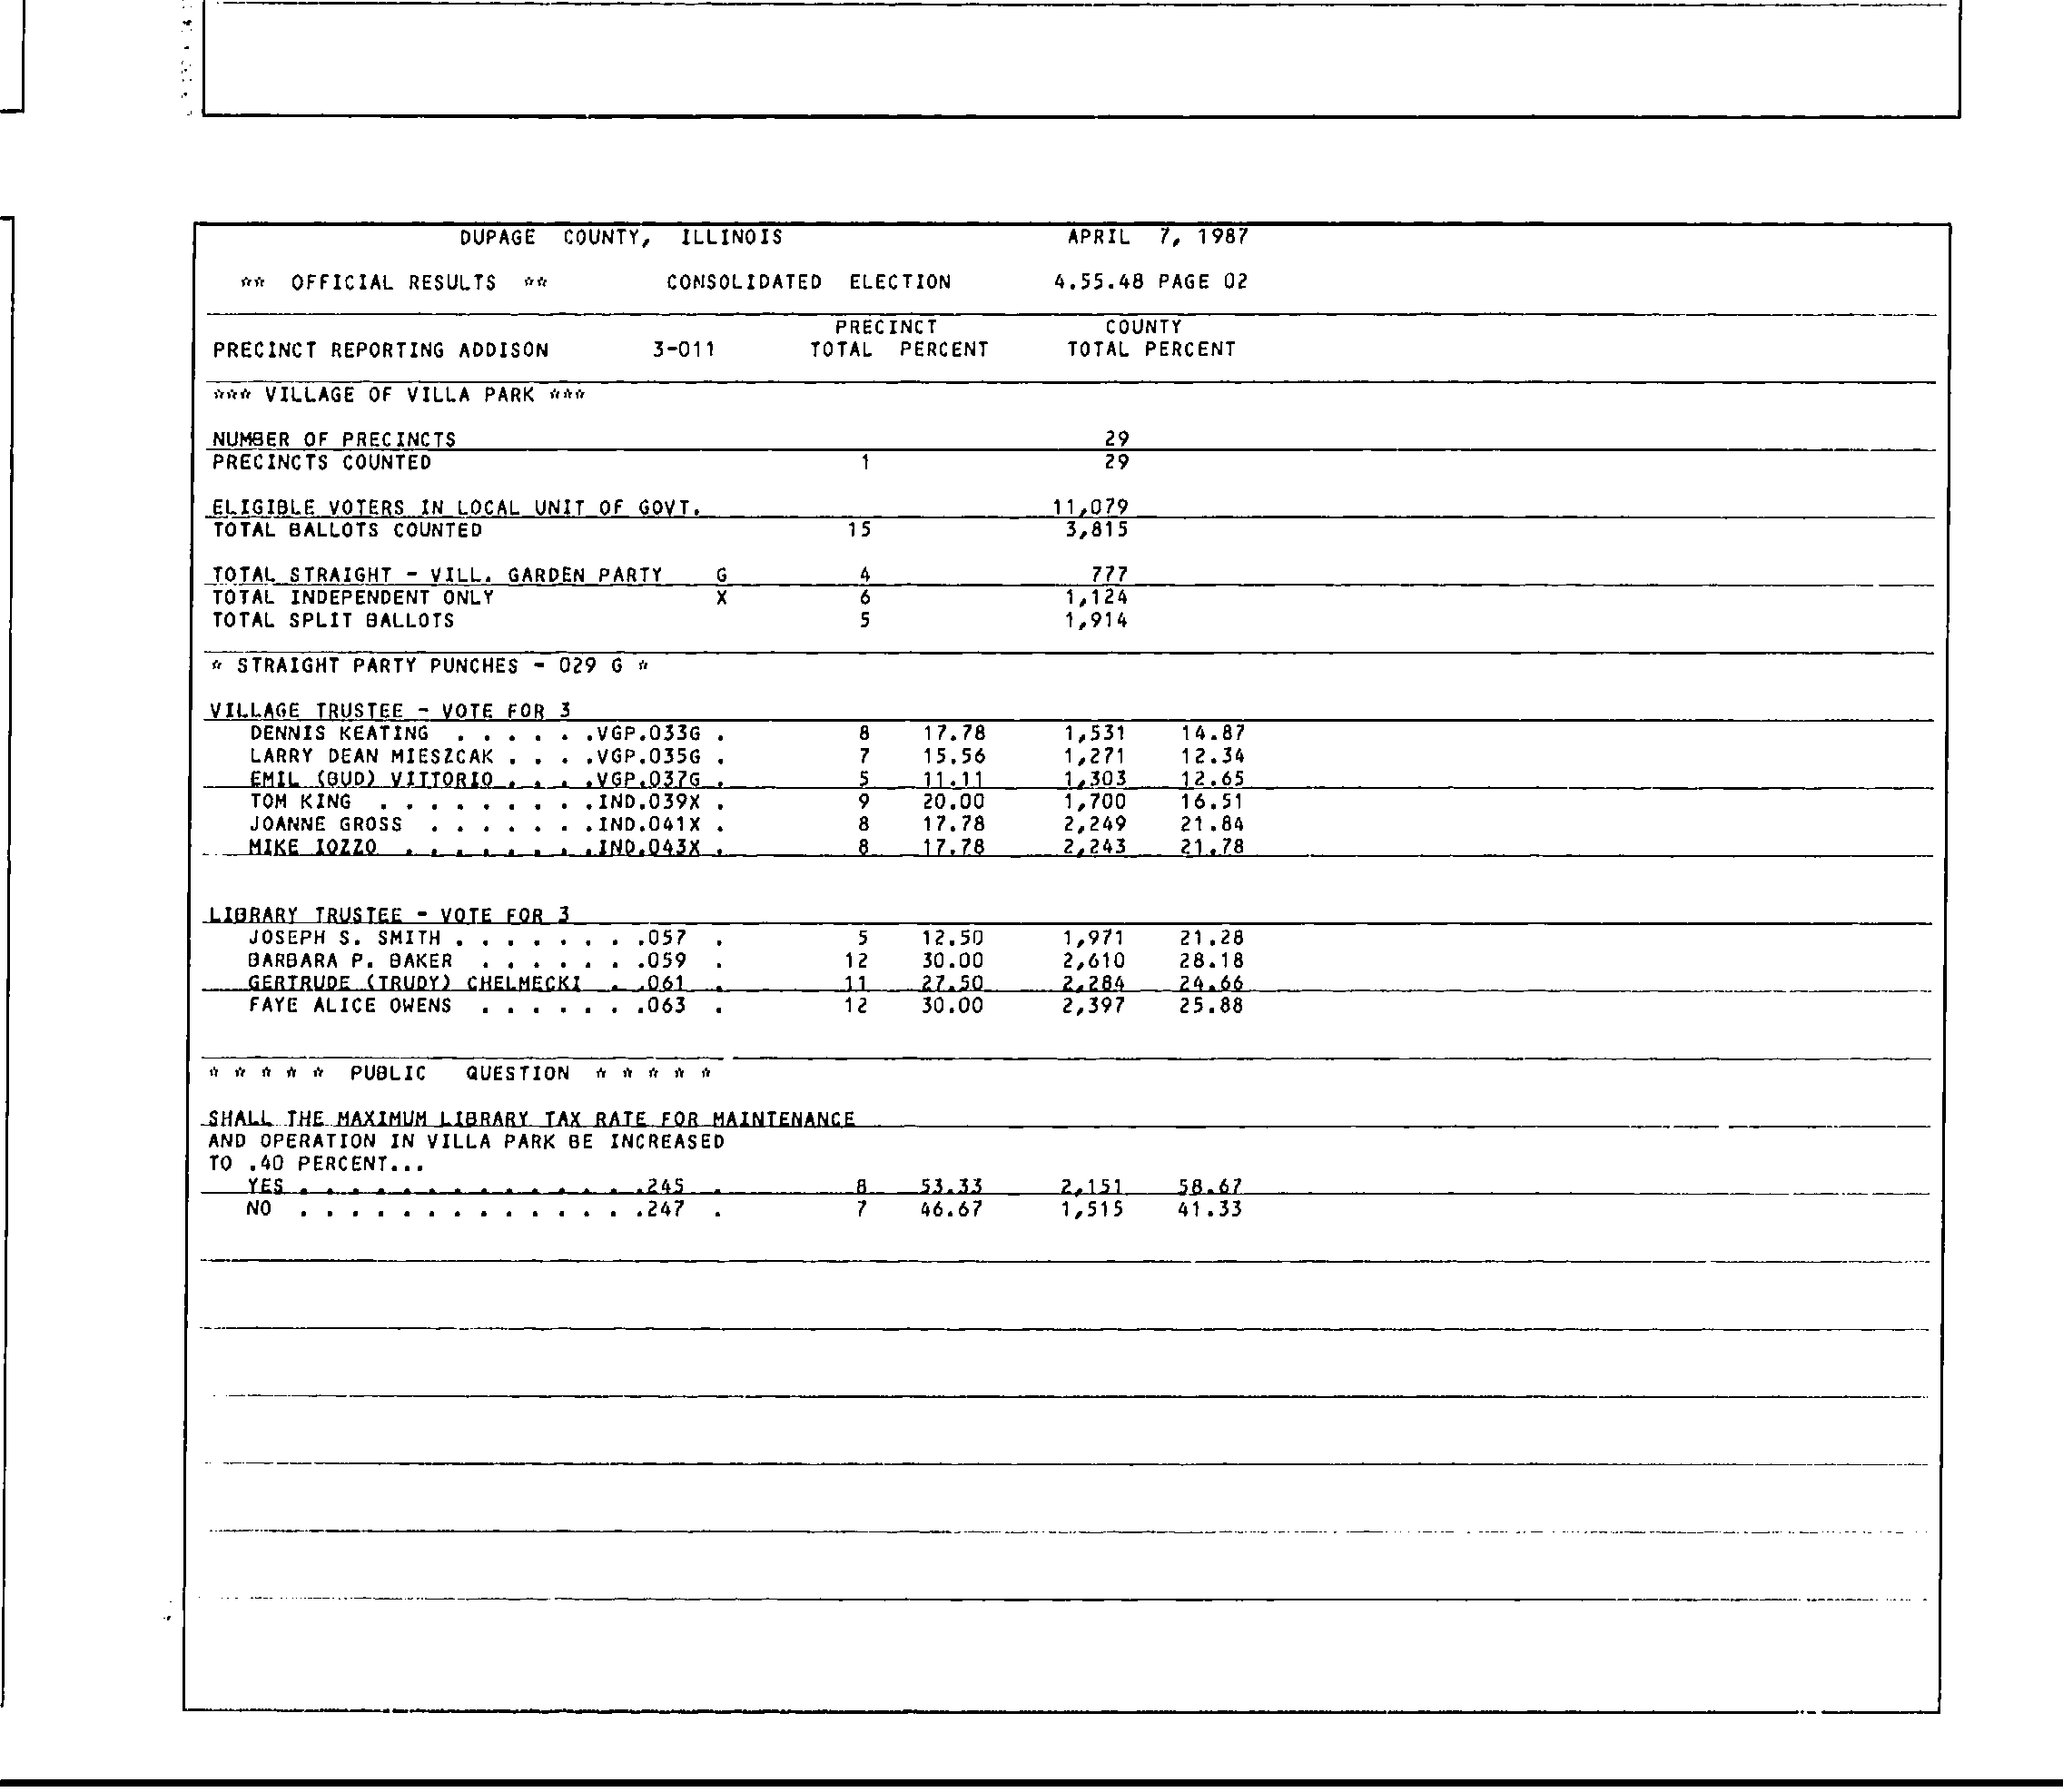 DUPAGE COUNTY, ILLINOIS APRIL 7, 1987
** OFFICIAL RESULTS ** CONSOLIDATED ELECTION 4.55.48 PAGE 02
PRECINCT COUNTY
PRECINCT REPORTING ADDISON 3-011 TOTAL PERCENT TOTAL PERCENT
*** VILLAGE OF VILLA PARK ***
NUMBER OF PRECINCTS 29
PRECINCTS COUNTED 1 29
ELIGIBLE VOTERS IN LOCAL UNIT OF GOVT. 11,079
TOTAL BALLOTS COUNTED 15 3,815
TOTAL STRAIGHT - VILL. GARDEN PARTY G 4 777
TOTAL INDEPENDENT ONLY X 6 1,124
TOTAL SPLIT BALLOTS 5 1,914
* STRAIGHT PARTY PUNCHES - 029 G *
VILLAGE TRUSTEE - VOTE FOR 3
DENNIS KEATING . . . . . .VGP.033G . 8 17.78 1,531 14.87
LARRY DEAN MIESZCAK . . . .VGP.035G . 7 15.56 1,271 12.34
EMIL (BUD) VITTORIO . . . .VGP.037G . 5 11.11 1,303 12.65
TOM KING . . . . . . . . .IND.039X . 9 20.00 1,700 16.51
JOANNE GROSS . . . . . . .IND.041X . 8 17.78 2,249 21.84
MIKE IOZZO . . . . . . . .IND.043X . 8 17.78 2,243 21.78
LIBRARY TRUSTEE - VOTE FOR 3
JOSEPH S. SMITH . . . . . . . .057 . 5 12.50 1,971 21.28
BARBARA P. BAKER . . . . . . .059 . 12 30.00 2,610 28.18
GERTRUDE (TRUDY) CHELMECKI . .061 . 11 27.50 2,284 24.66
FAYE ALICE OWENS . . . . . . .063 . 12 30.00 2,397 25.88
* * * * * PUBLIC QUESTION * * * * *
SHALL THE MAXIMUM LIBRARY TAX RATE FOR MAINTENANCE
AND OPERATION IN VILLA PARK BE INCREASED
TO .40 PERCENT...
YES . . . . . . . . . . . . . .245 . 8 53.33 2,151 58.67
NO . . . . . . . . . . . . . .247 . 7 46.67 1,515 41.33